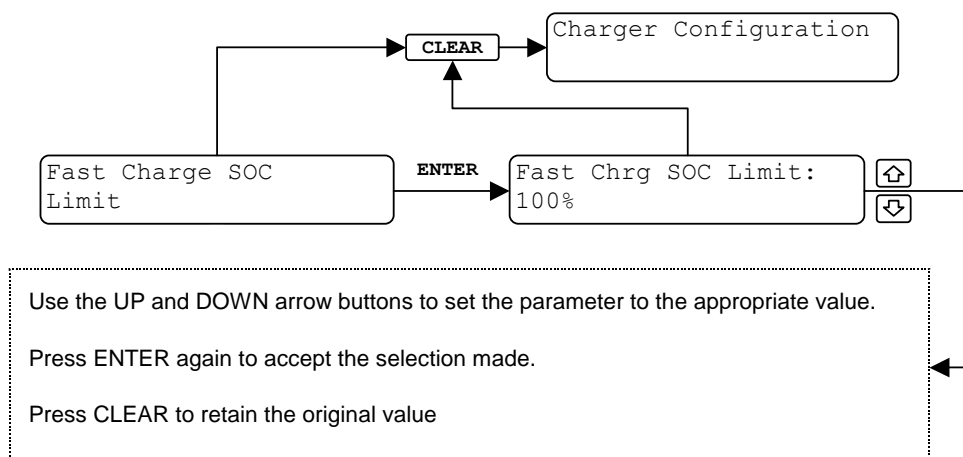 Charger Configuration
CLEAR
Fast Charge SOC
Limit
ENTER
Fast Chrg SOC Limit:
100%
Use the UP and DOWN arrow buttons to set the parameter to the appropriate value.
Press ENTER again to accept the selection made.
Press CLEAR to retain the original value